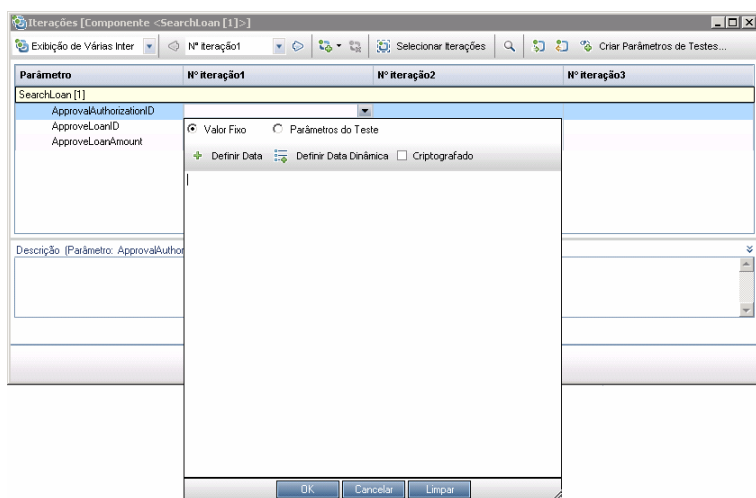 Iterações [Componente <SearchLoan [1]>]
Exibição de Várias Inter Nº iteração1 Selecionar Iterações Criar Parâmetros de Testes...
Parâmetro Nº iteração1 Nº iteração2 Nº iteração3
SearchLoan [1]
ApprovalAuthorizationID
ApproveLoanID
ApproveLoanAmount
Valor Fixo Parâmetros do Teste
Definir Data Definir Data Dinâmica Criptografado
Descrição (Parâmetro: ApprovalAuthor
OK Cancelar Limpar